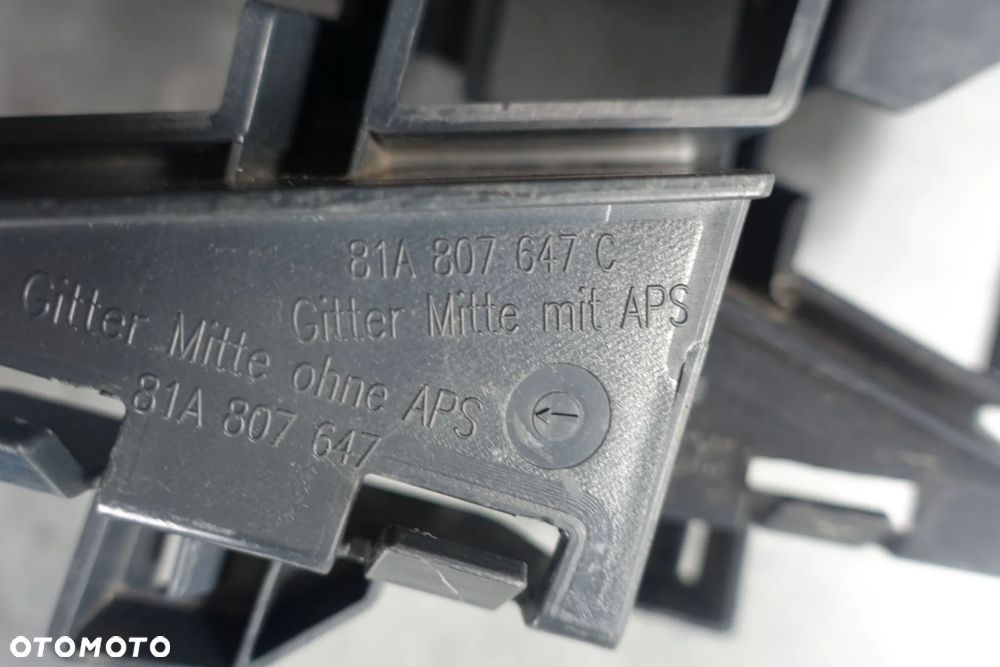 81A 807 647 C
Gitter Mitte mit APS
Gitter Mitte ohne APS
81A 807 647
OTOMOTO